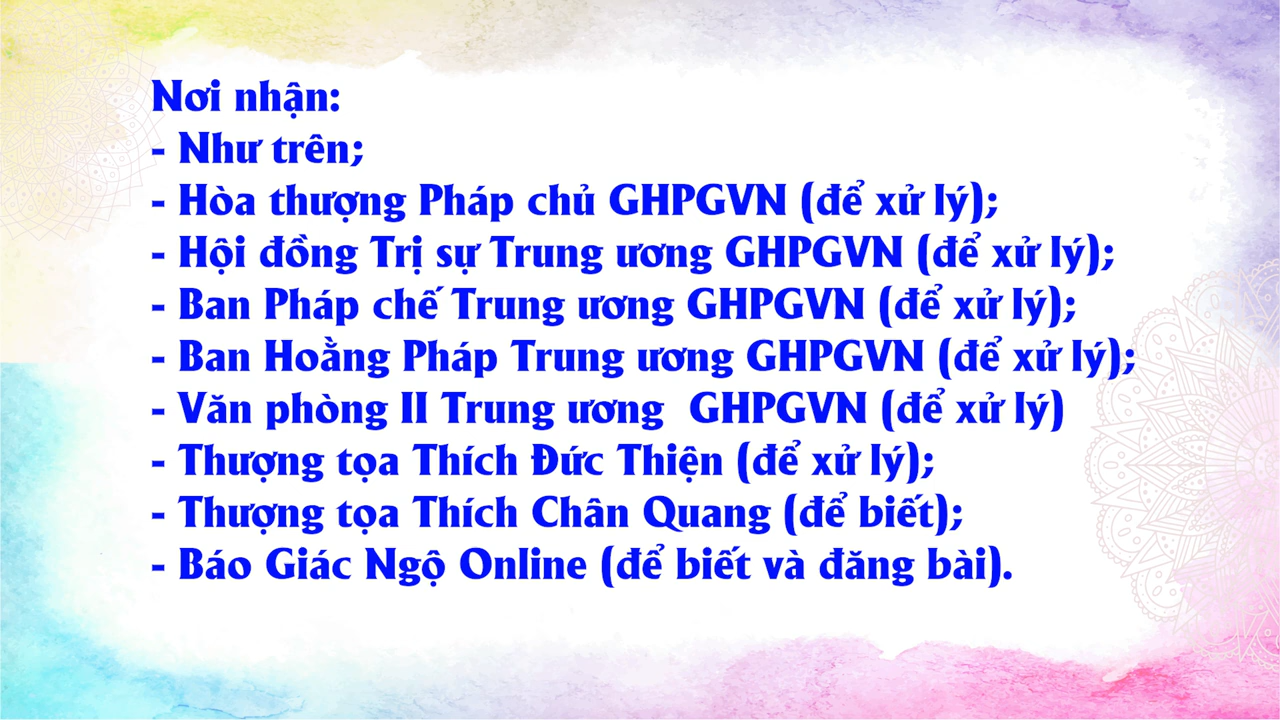 Nơi nhận:
- Như trên;
- Hòa thượng Pháp chủ GHPGVN (để xử lý);
- Hội đồng Trị sự Trung ương GHPGVN (để xử lý);
- Ban Pháp chế Trung ương GHPGVN (để xử lý);
- Ban Hoằng Pháp Trung ương GHPGVN (để xử lý);
- Văn phòng II Trung ương  GHPGVN (để xử lý)
- Thượng tọa Thích Đức Thiện (để xử lý);
- Thượng tọa Thích Chân Quang (để biết);
- Báo Giác Ngộ Online (để biết và đăng bài).